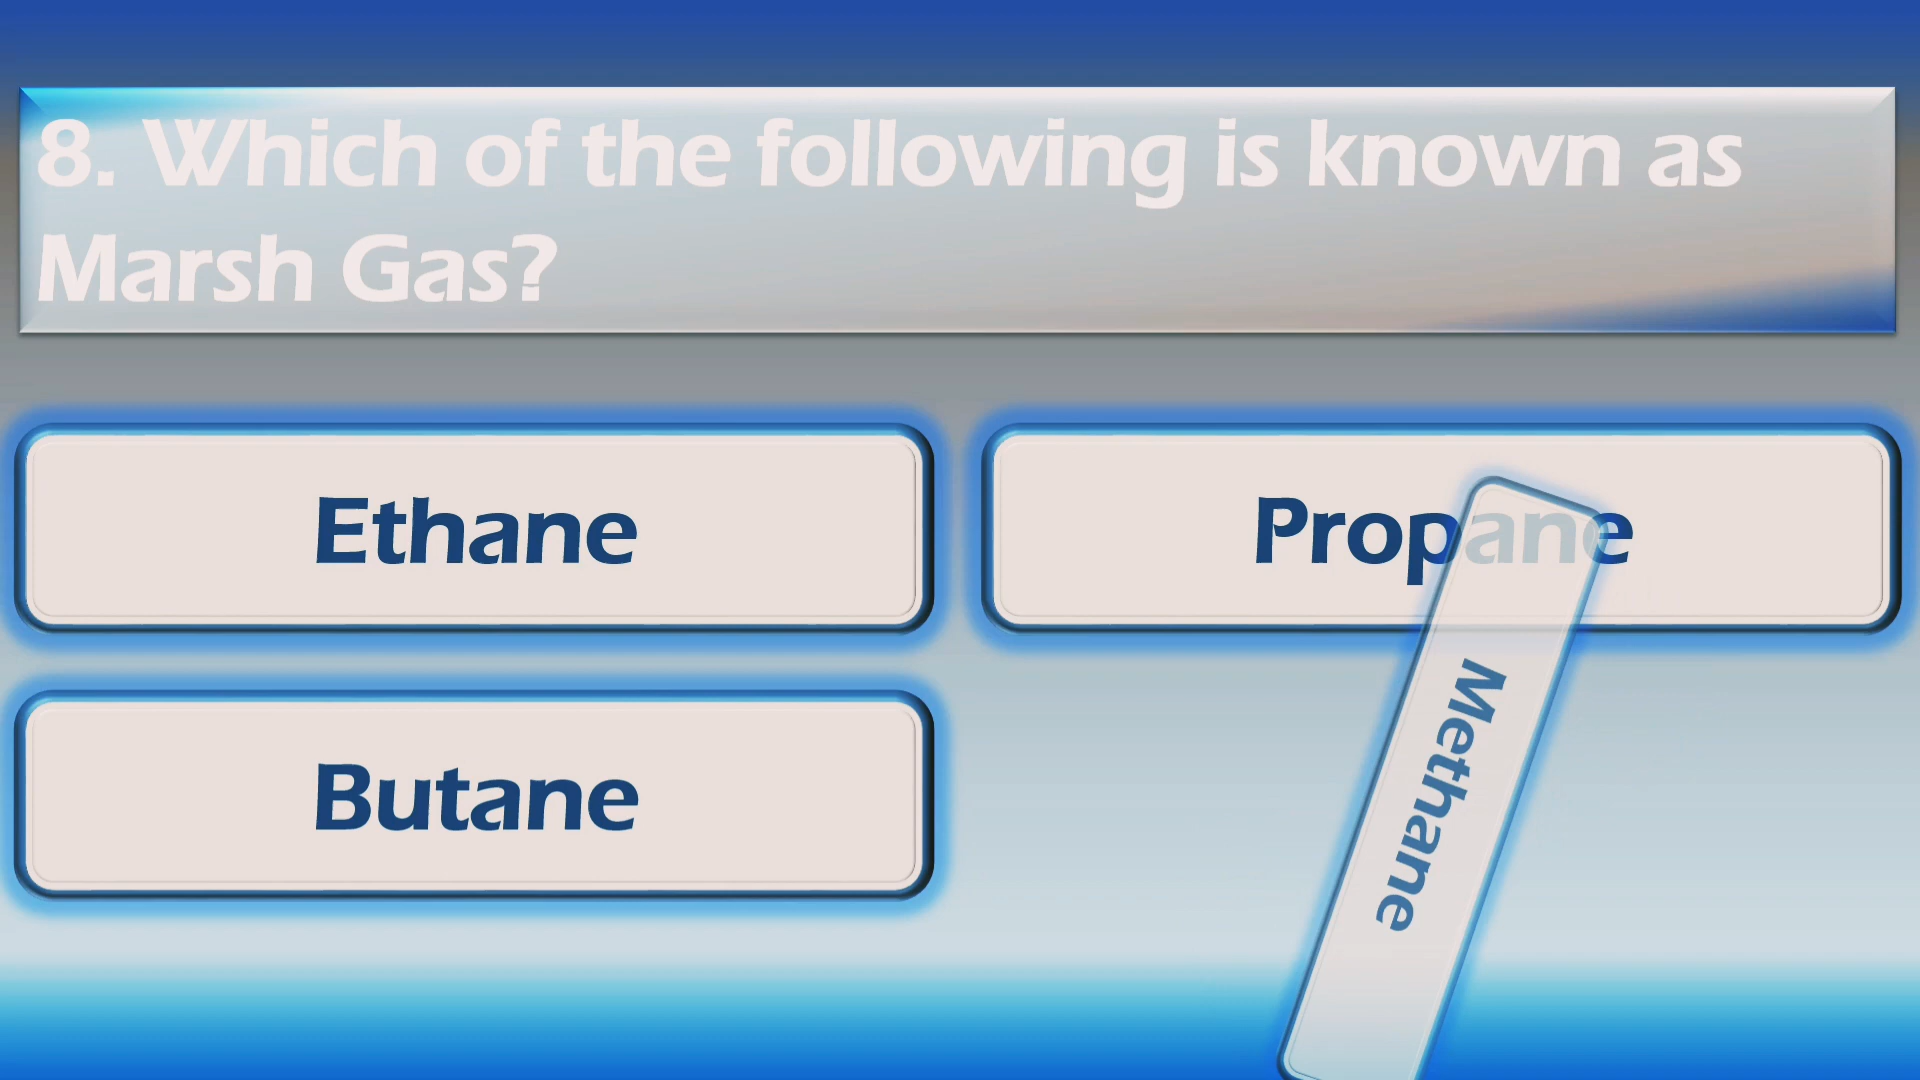 8. Which of the following is known as
Marsh Gas?
Ethane
Propane
Butane
Methane